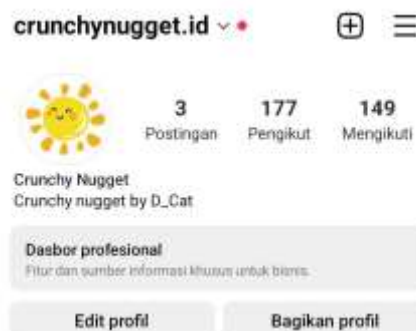 crunchynugget.id
3 177 149
Postingan Pengikut Mengikuti
Crunchy Nugget
Crunchy nugget by D_Cat
Dasbor profesional
Fitur dan sumber informasi khusus untuk bisnis.
Edit profil Bagikan profil